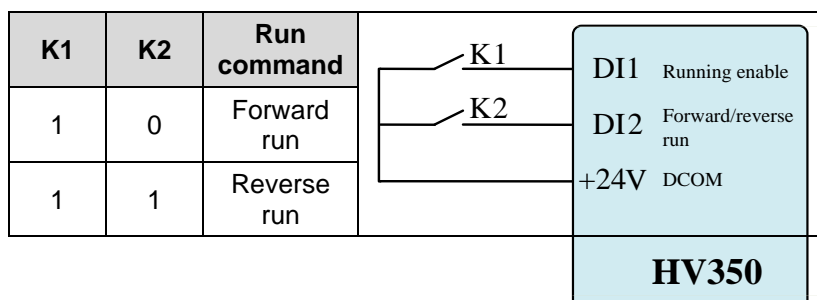 K1 K2 Run command
1 0 Forward run
1 1 Reverse run
K1
K2
DI1 Running enable
DI2 Forward/reverse run
+24V DCOM
HV350